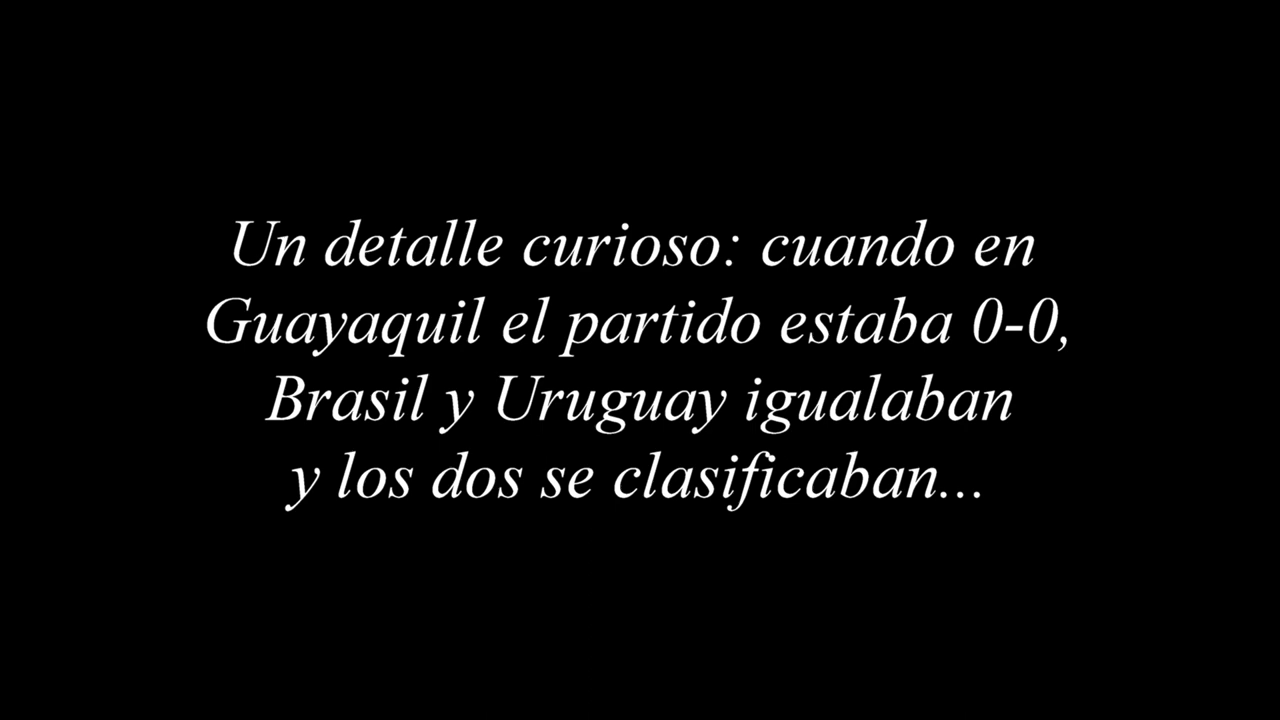 Un detalle curioso: cuando en
Guayaquil el partido estaba 0-0,
Brasil y Uruguay igualaban
y los dos se clasificaban...